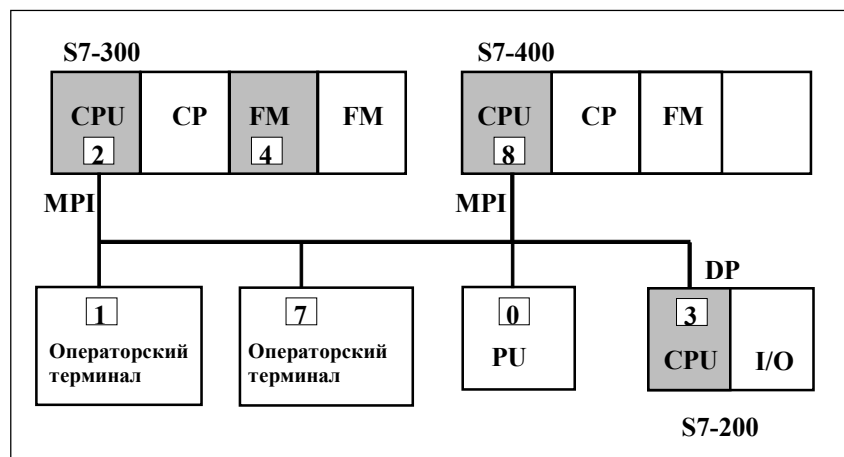 S7-300
S7-400
CPU CP FM FM
2 4
CPU CP FM
8
MPI
MPI
DP
1
Операторский
терминал
7
Операторский
терминал
0
PU
3
CPU I/O
S7-200